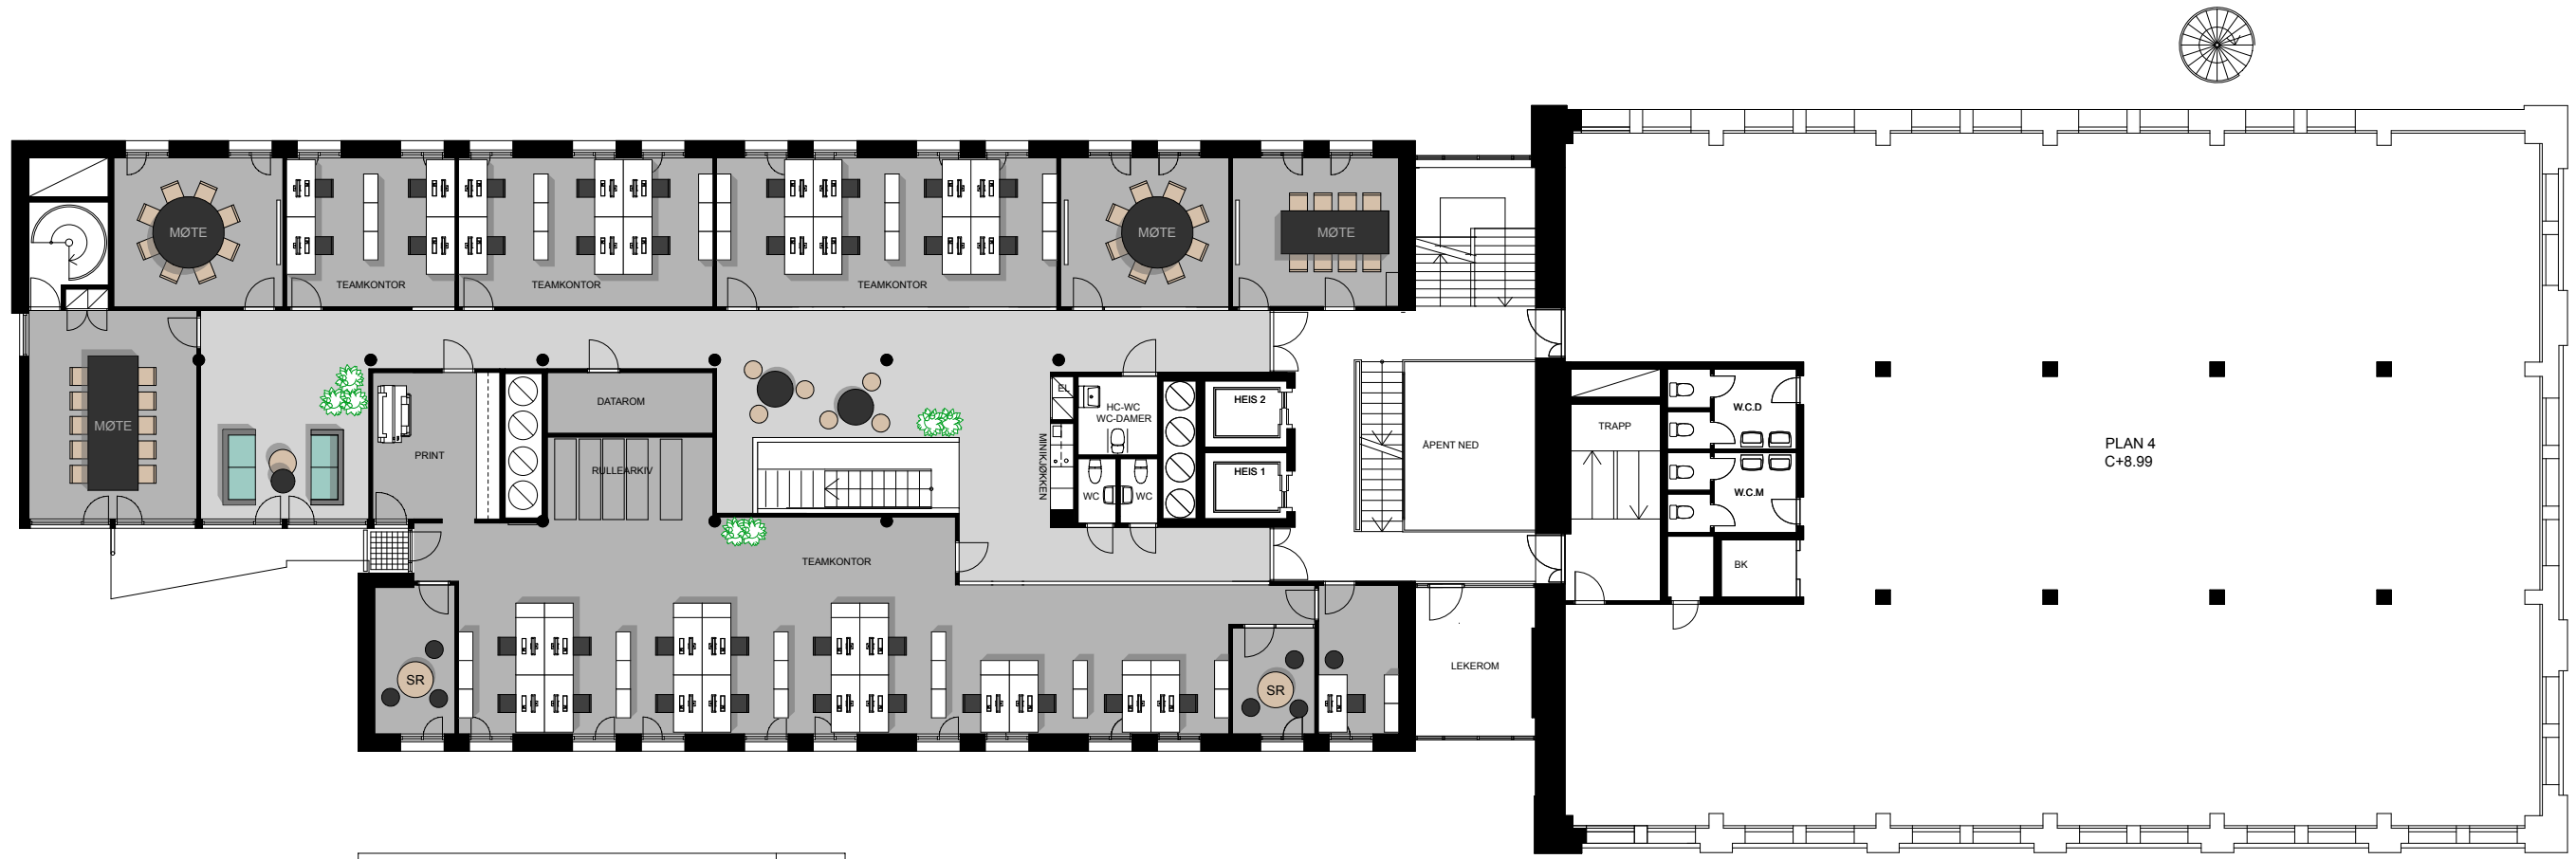 MØTE
MØTE
MØTE
TEAMKONTOR
TEAMKONTOR
TEAMKONTOR
EL
HC-WC
WC-DAMER
HEIS 2
DATAROM
W.C.D
TRAPP
MØTE
ÅPENT NED
PLAN 4
C+8.99
PRINT
RULLEARKIV
MINIKJØKKEN
HEIS 1
WC
WC
W.C.M
TEAMKONTOR
BK
LEKEROM
SR
SR